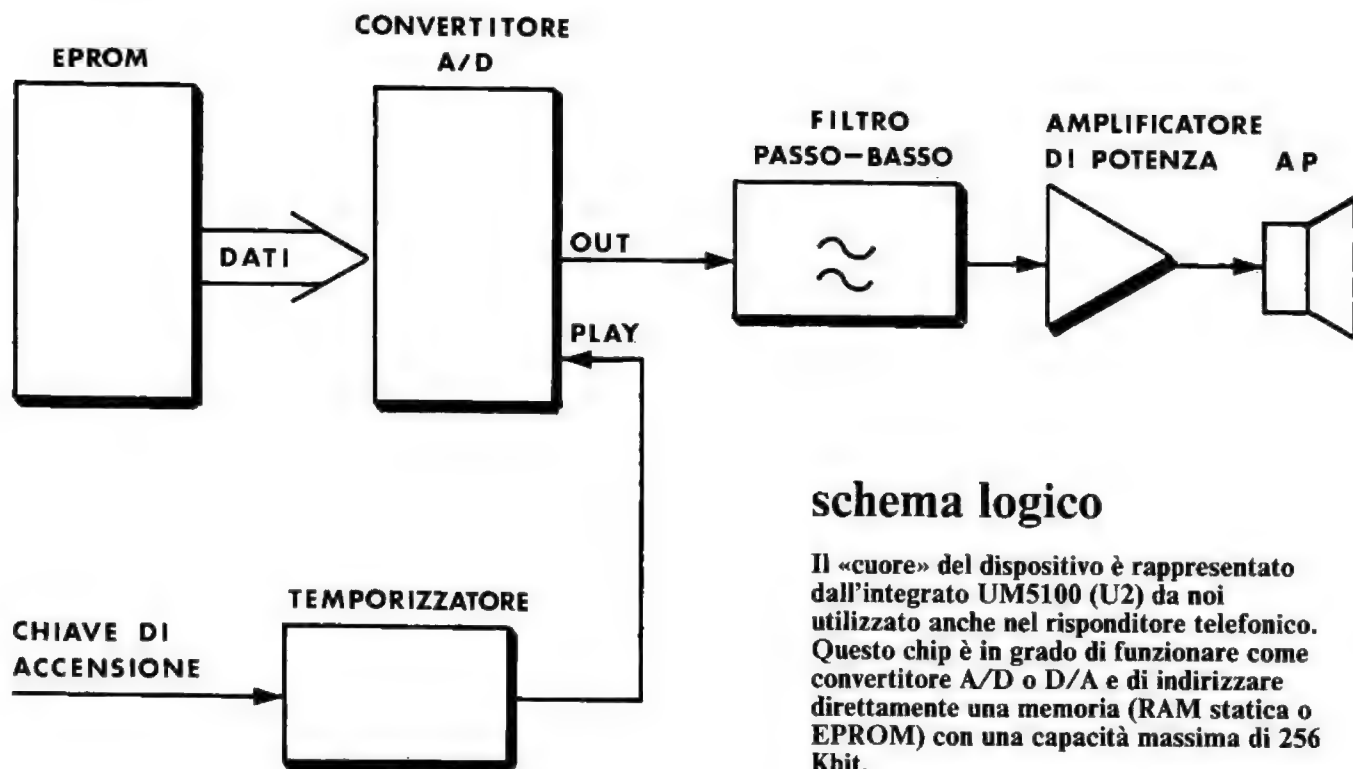 EPROM
CONVERTITORE
A/D
DATI
OUT
PLAY
FILTRO
PASSO-BASSO
AMPLIFICATORE
DI POTENZA
AP
CHIAVE DI
ACCENSIONE
TEMPORIZZATORE
schema logico
Il «cuore» del dispositivo è rappresentato
dall'integrato UM5100 (U2) da noi
utilizzato anche nel risponditore telefonico.
Questo chip è in grado di funzionare come
convertitore A/D o D/A e di indirizzare
direttamente una memoria (RAM statica o
EPROM) con una capacità massima di 256
Kbit.